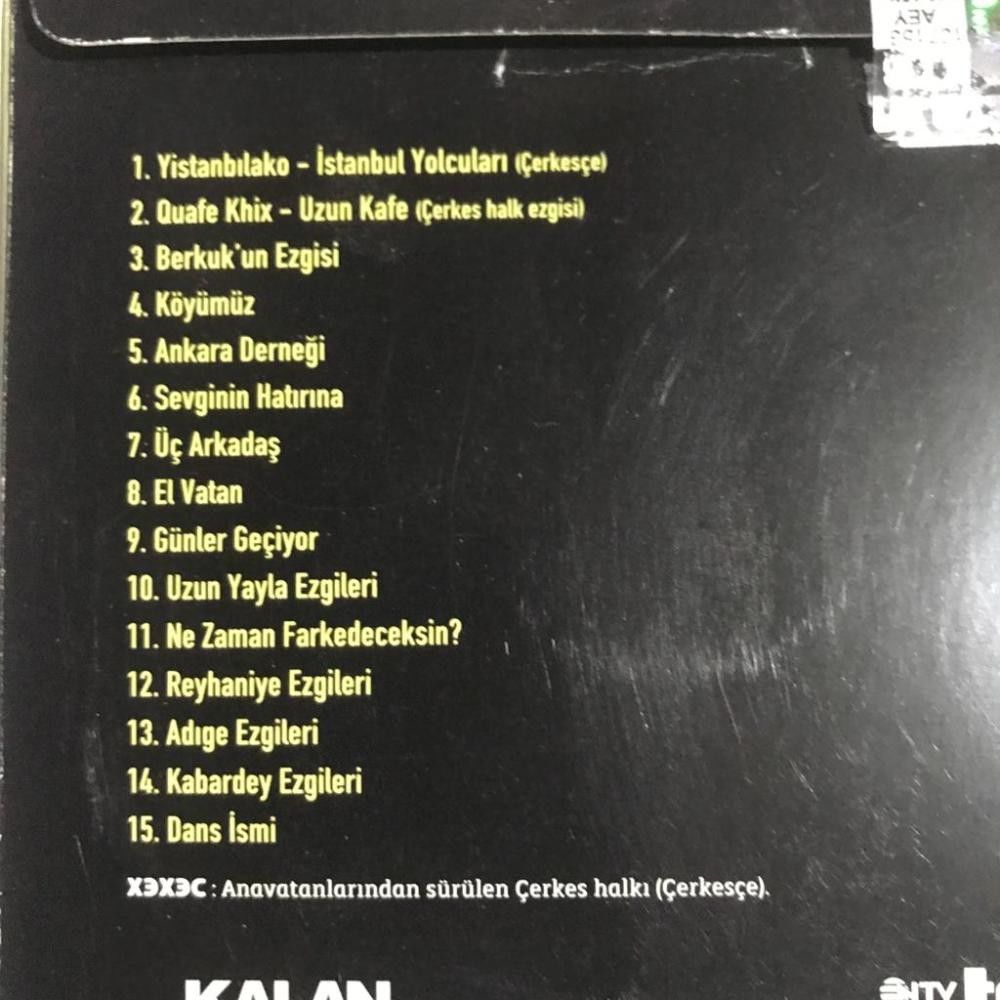 AEY
1. Yistanbılako – İstanbul Yolcuları (Çerkesçe)
2. Quafe Khix – Uzun Kafe (Çerkes halk ezgisi)
3. Berkuk'un Ezgisi
4. Köyümüz
5. Ankara Derneği
6. Sevginin Hatırına
7. Üç Arkadaş
8. El Vatan
9. Günler Geçiyor
10. Uzun Yayla Ezgileri
11. Ne Zaman Farkedeceksin?
12. Reyhaniye Ezgileri
13. Adıge Ezgileri
14. Kabardey Ezgileri
15. Dans İsmi
ХЭХЭС : Anavatanlarından sürülen Çerkes halkı (Çerkesçe).
KALAN